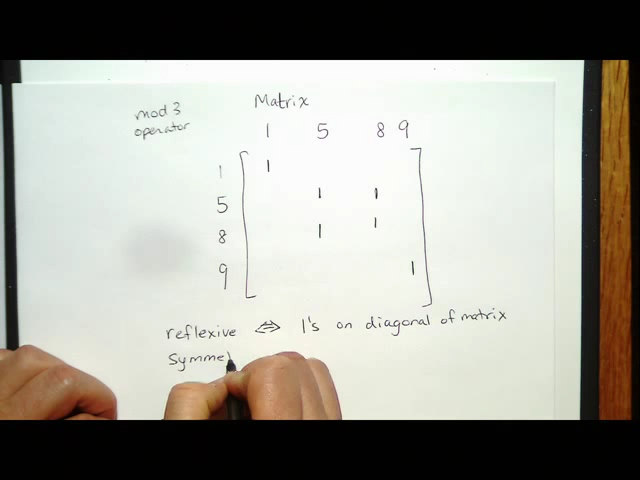 Matrix
mod 3
operator
1 5 8 9
1 1
5 1 1
8 1 1
9 1
reflexive ⇔ 1's on diagonal of matrix
Symme